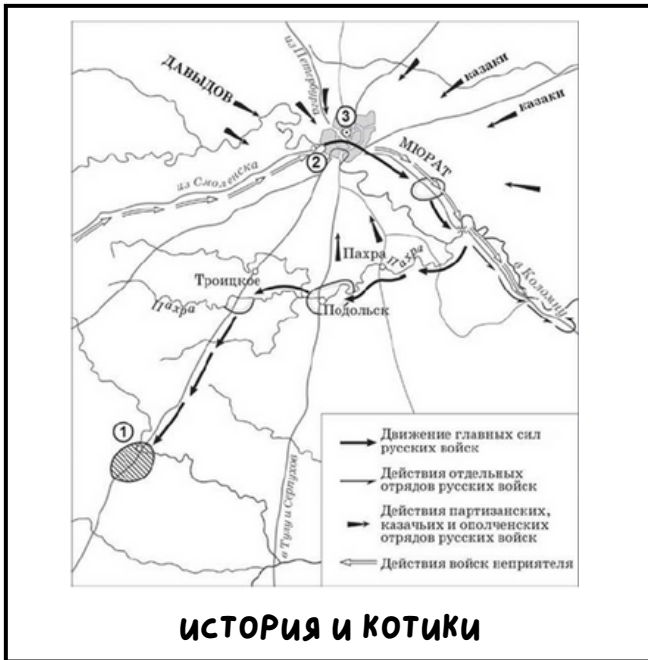 из Петербурга
3
казаки
ДАВЫДОВ
казаки
МЮРАТ
2
из Смоленска
Пахра
Пахра
в Коломну
Троицкое
Пахра
Подольск
1
в Тулу и Серпухов
Движение главных сил
русских войск
Действия отдельных
отрядов русских войск
Действия партизанских,
казачьих и ополченских
отрядов русских войск
Действия войск неприятеля
ИСТОРИЯ И КОТИКИ